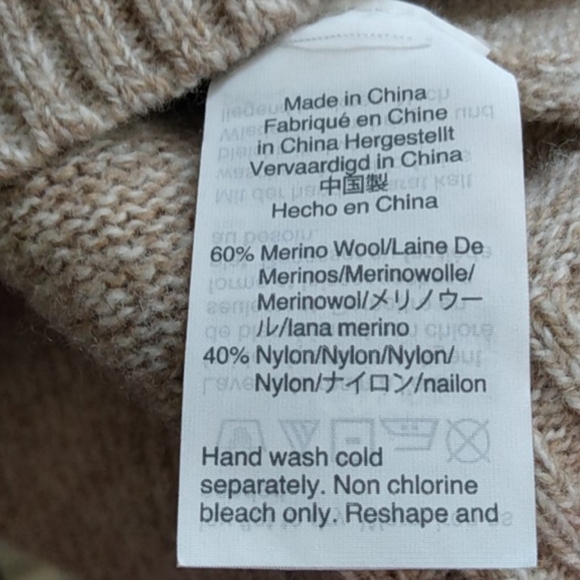 Made in China
Fabriqué en Chine
in China Hergestellt
Vervaardigd in China
中国製
Hecho en China
60% Merino Wool/Laine De
Merinos/Merinowolle/
Merinowol/メリノウー
ル/lana merino
40% Nylon/Nylon/Nylon/
Nylon/ナイロン/nailon
Hand wash cold
separately. Non chlorine
bleach only. Reshape and